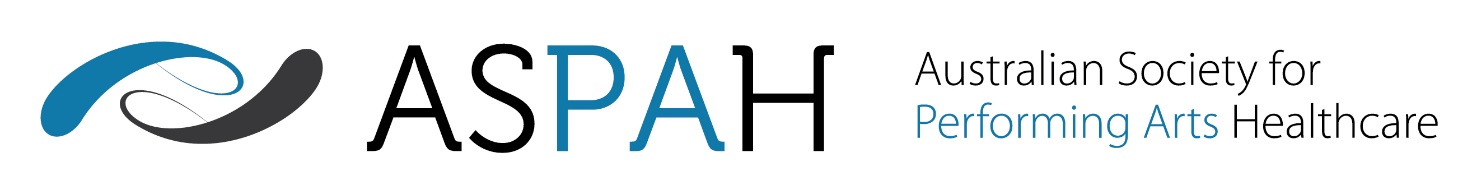 ASPAH
Australian Society for
Performing Arts Healthcare